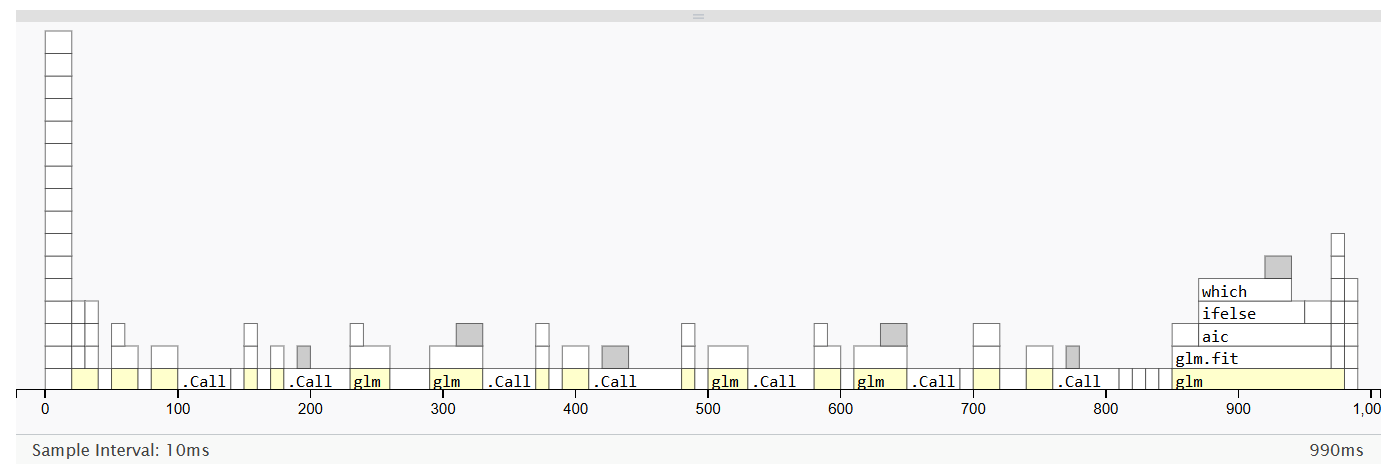 which
ifelse
aic
glm.fit
.Call .Call glm glm .Call .Call glm .Call glm .Call .Call glm
0 100 200 300 400 500 600 700 800 900 1,00
Sample Interval: 10ms 990ms